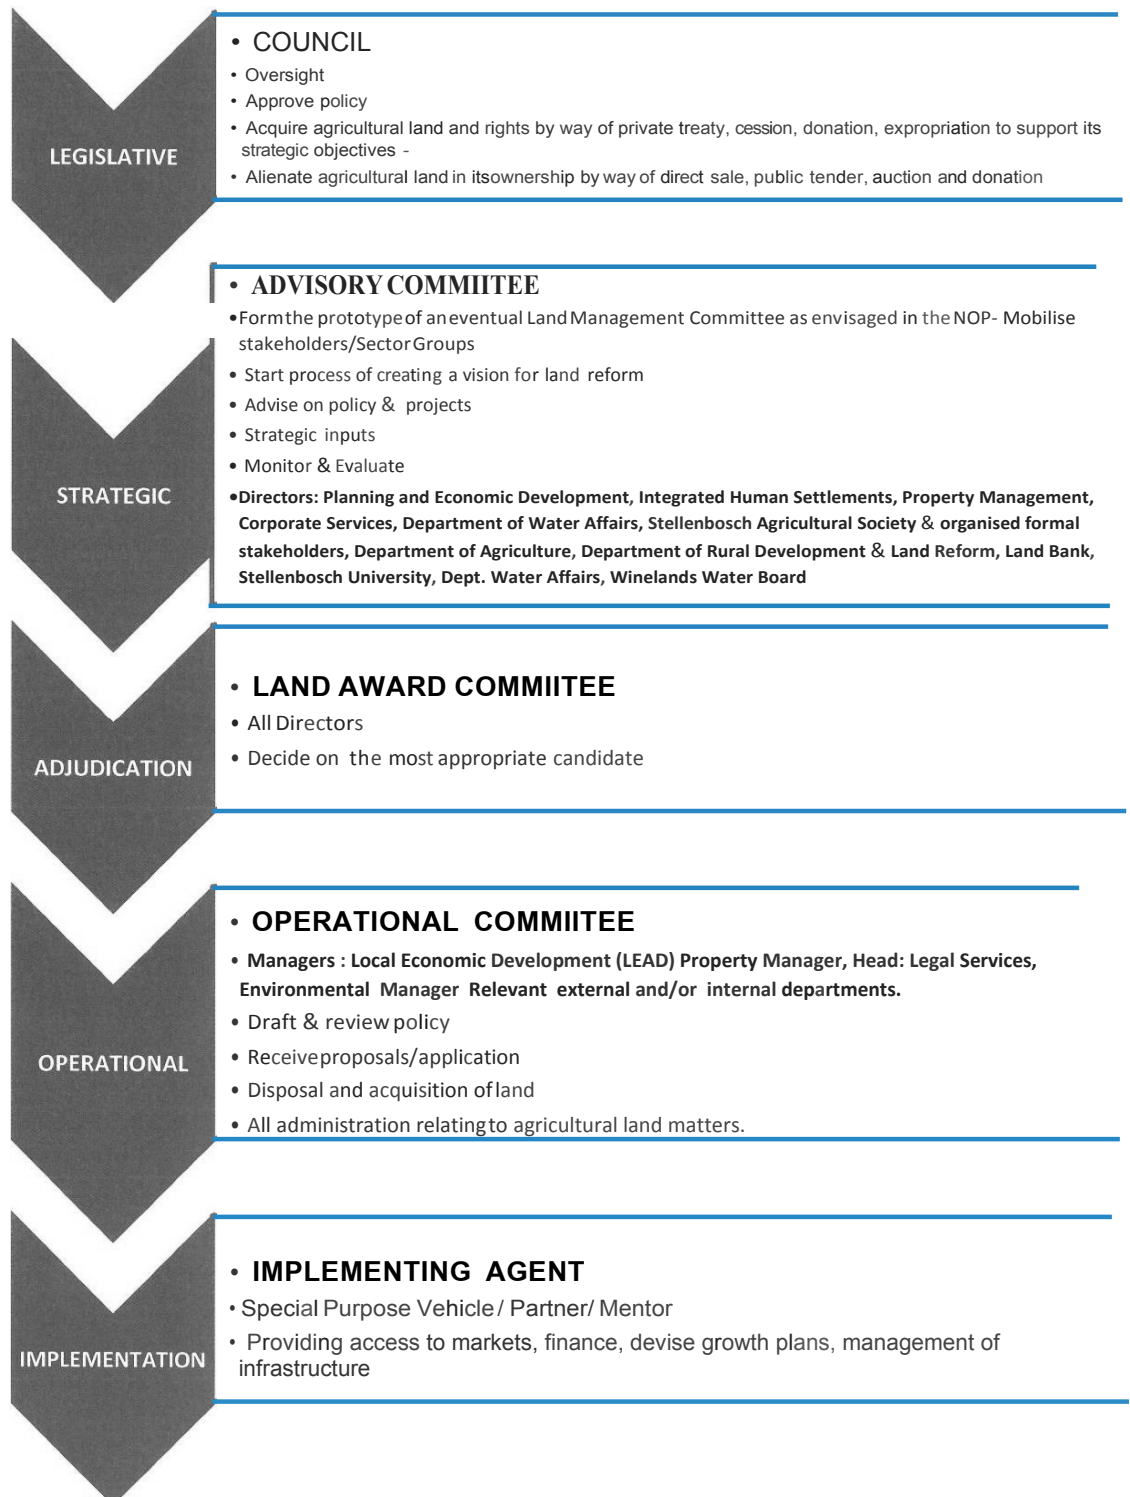 LEGISLATIVE
• COUNCIL
• Oversight
• Approve policy
• Acquire agricultural land and rights by way of private treaty, cession, donation, expropriation to support its
strategic objectives -
• Alienate agricultural land in itsownership by way of direct sale, public tender, auction and donation
STRATEGIC
• ADVISORY COMMIITEE
•Formthe prototype of an eventual Land Management Committee as envisaged in the NOP- Mobilise
stakeholders/Sector Groups
• Start process of creating a vision for land reform
• Advise on policy & projects
• Strategic inputs
• Monitor & Evaluate
•Directors: Planning and Economic Development, Integrated Human Settlements, Property Management,
Corporate Services, Department of Water Affairs, Stellenbosch Agricultural Society & organised formal
stakeholders, Department of Agriculture, Department of Rural Development & Land Reform, Land Bank,
Stellenbosch University, Dept. Water Affairs, Winelands Water Board
ADJUDICATION
• LAND AWARD COMMIITEE
• All Directors
• Decide on the most appropriate candidate
OPERATIONAL
• OPERATIONAL COMMIITEE
• Managers : Local Economic Development (LEAD) Property Manager, Head: Legal Services,
Environmental Manager Relevant external and/or internal departments.
• Draft & review policy
• Receive proposals/application
• Disposal and acquisition of land
• All administration relating to agricultural land matters.
IMPLEMENTATION
• IMPLEMENTING AGENT
• Special Purpose Vehicle / Partner/ Mentor
• Providing access to markets, finance, devise growth plans, management of
infrastructure